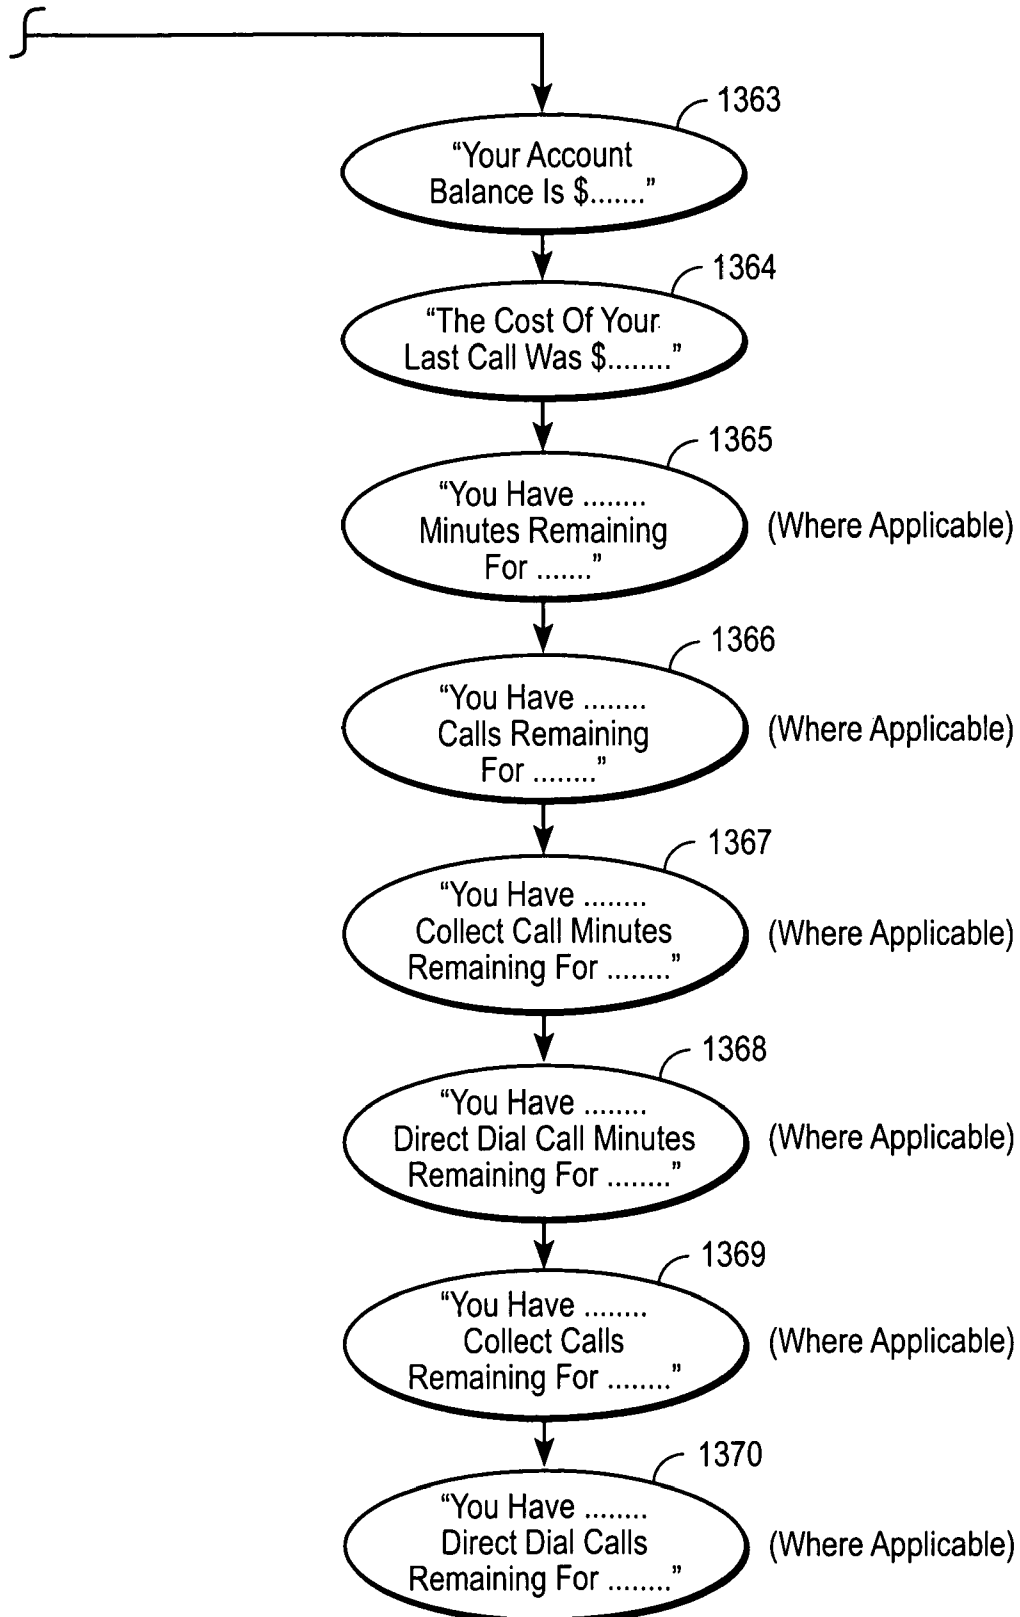 1363
“Your Account
Balance Is $.......”
1364
“The Cost Of Your
Last Call Was $........”
1365
“You Have ........
Minutes Remaining
For .......”
(Where Applicable)
1366
“You Have ........
Calls Remaining
For ........”
(Where Applicable)
1367
“You Have ........
Collect Call Minutes
Remaining For ........”
(Where Applicable)
1368
“You Have ........
Direct Dial Call Minutes
Remaining For ........”
(Where Applicable)
1369
“You Have ........
Collect Calls
Remaining For ........”
(Where Applicable)
1370
“You Have ........
Direct Dial Calls
Remaining For ........”
(Where Applicable)